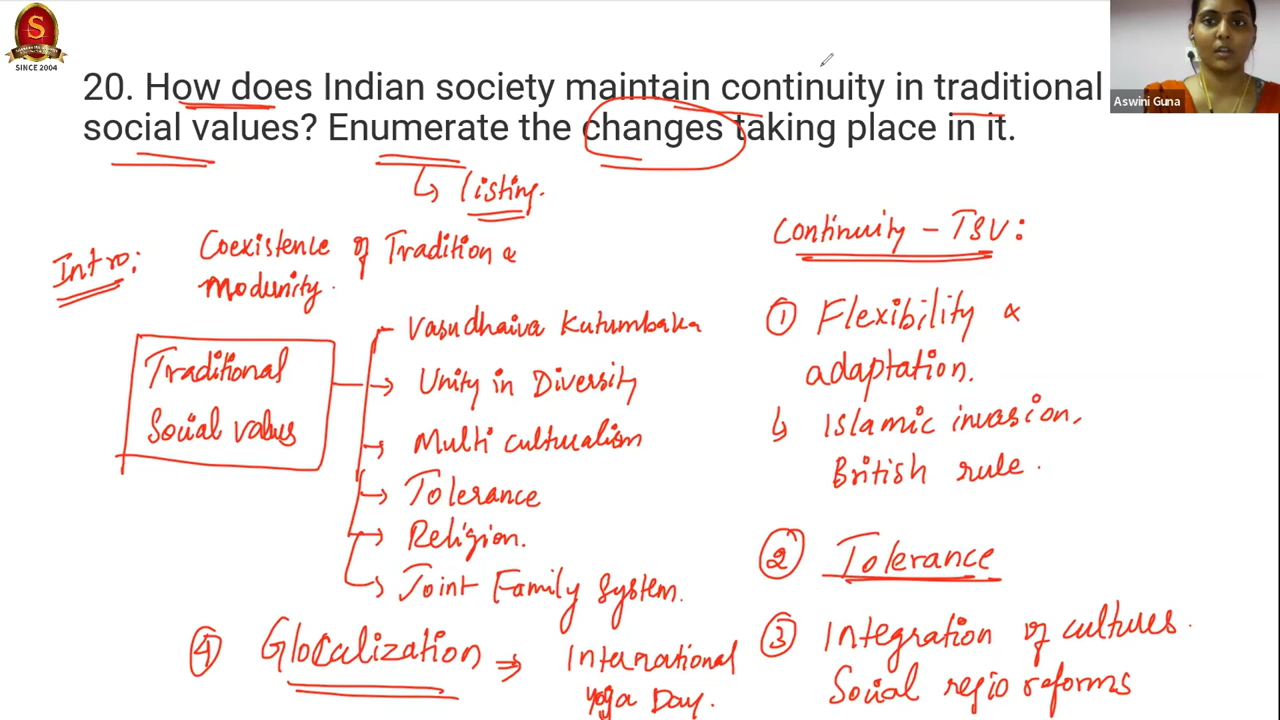 S
SINCE 2004
20. How does Indian society maintain continuity in traditional
social values? Enumerate the changes taking place in it.
Aswini Guna
↳ listing.
Intro: Coexistence of Tradition &
Modernity.
Traditional
Social values
Vasudhaiva Kutumbaka
→ Unity in Diversity
→ Multi culturalism
→ Tolerance
→ Religion.
→ Joint Family System.
Continuity - TSV:
① Flexibility &
adaptation.
↳ Islamic invasion,
British rule.
② Tolerance
③ Integration of cultures.
Social regio reforms
④ Glocalization ⇒ International
Yoga Day.